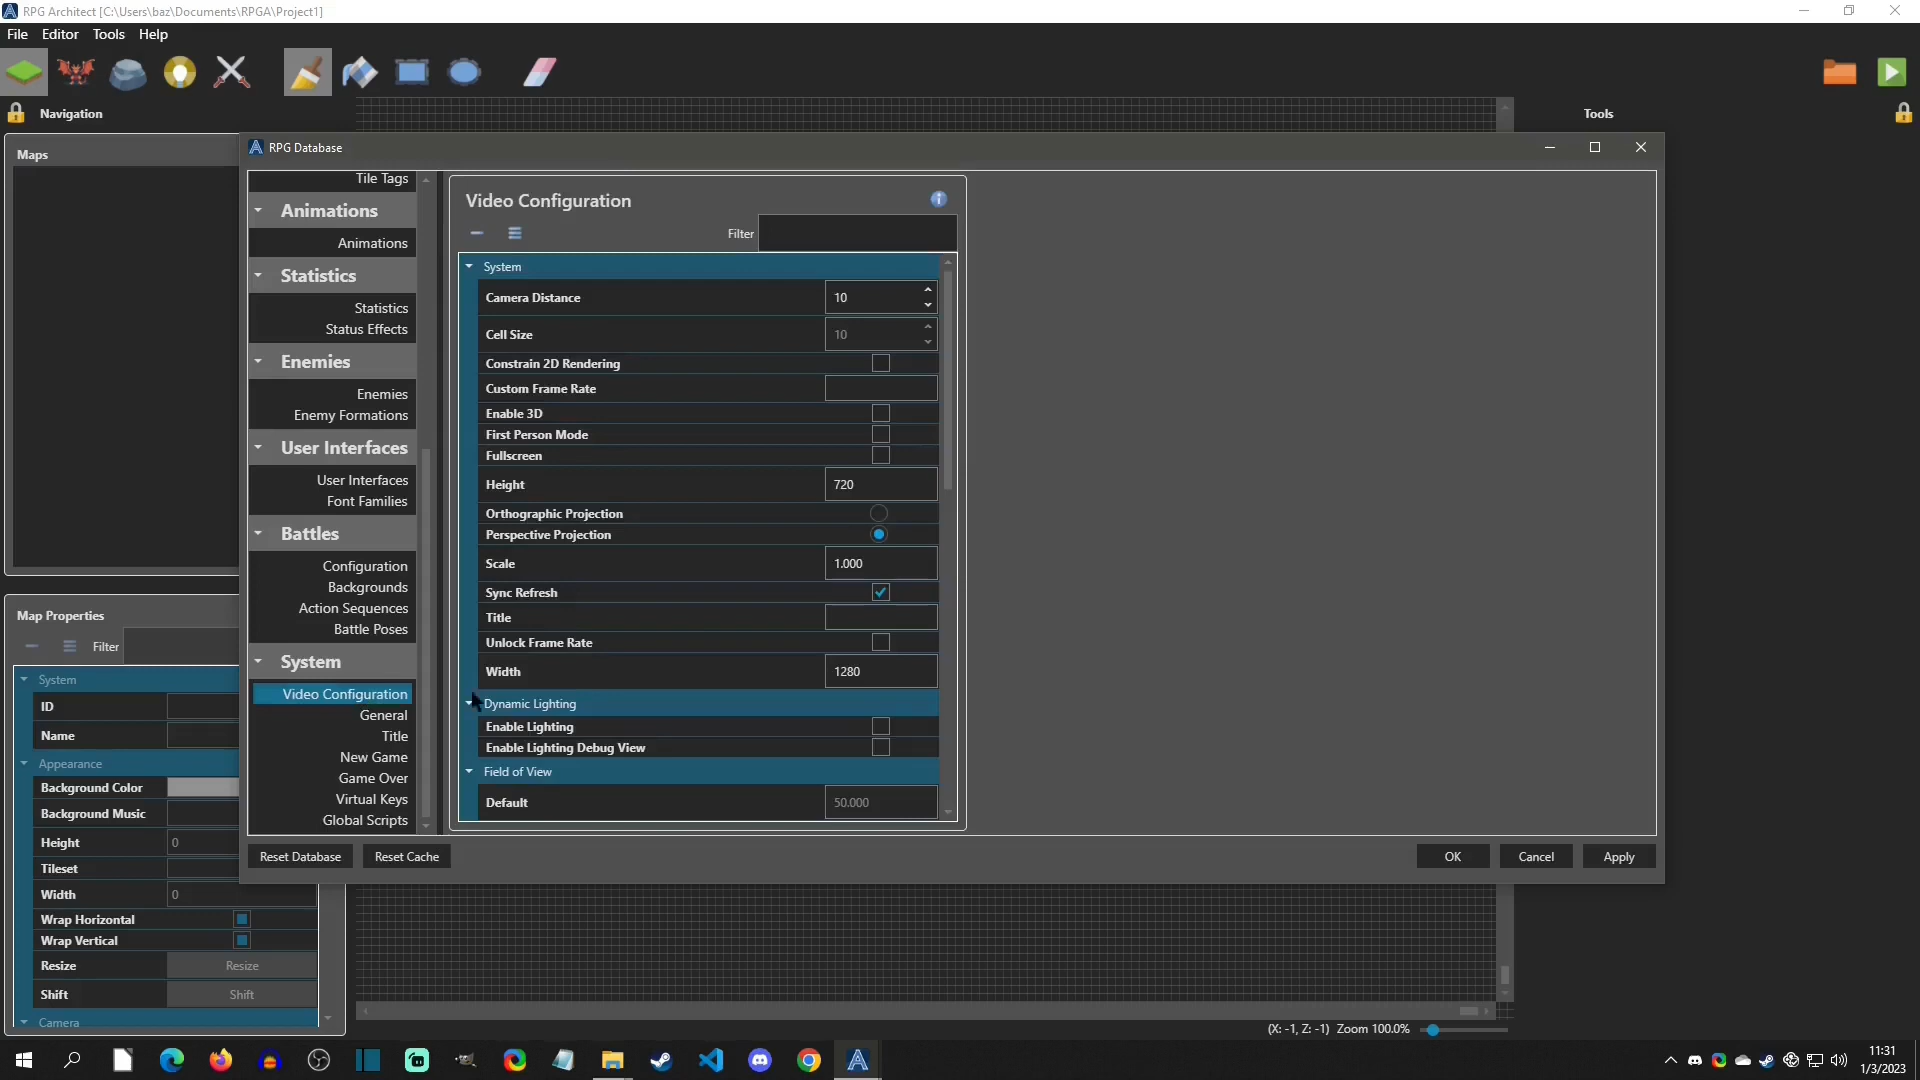 RPG Architect [C:\Users\baz\Documents\RPGA\Project1]
File Editor Tools Help
Navigation
Tools
Maps
RPG Database
Tile Tags
Animations
Animations
Statistics
Statistics
Status Effects
Enemies
Enemies
Enemy Formations
User Interfaces
User Interfaces
Font Families
Battles
Configuration
Backgrounds
Action Sequences
Battle Poses
System
Video Configuration
General
Title
New Game
Game Over
Virtual Keys
Global Scripts
Video Configuration
Filter
System
Camera Distance 10
Cell Size 10
Constrain 2D Rendering
Custom Frame Rate
Enable 3D
First Person Mode
Fullscreen
Height 720
Orthographic Projection
Perspective Projection
Scale 1.000
Sync Refresh
Title
Unlock Frame Rate
Width 1280
Dynamic Lighting
Enable Lighting
Enable Lighting Debug View
Field of View
Default 50.000
Reset Database Reset Cache OK Cancel Apply
Map Properties
Filter
System
ID
Name
Appearance
Background Color
Background Music
Height 0
Tileset
Width 0
Wrap Horizontal
Wrap Vertical
Resize Resize
Shift Shift
Camera
(X: -1, Z: -1) Zoom 100.0%
11:31
1/3/2023